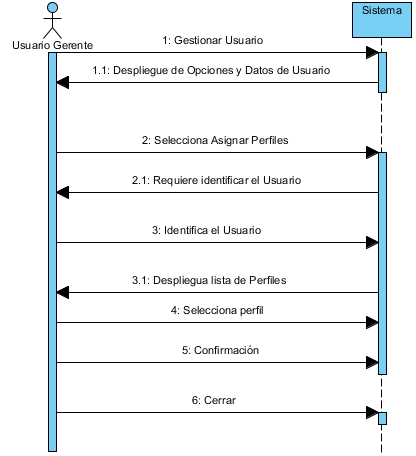 Sistema
Usuario Gerente
1: Gestionar Usuario
1.1: Despliegue de Opciones y Datos de Usuario
2: Selecciona Asignar Perfiles
2.1: Requiere identificar el Usuario
3: Identifica el Usuario
3.1: Despliegua lista de Perfiles
4: Selecciona perfil
5: Confirmación
6: Cerrar